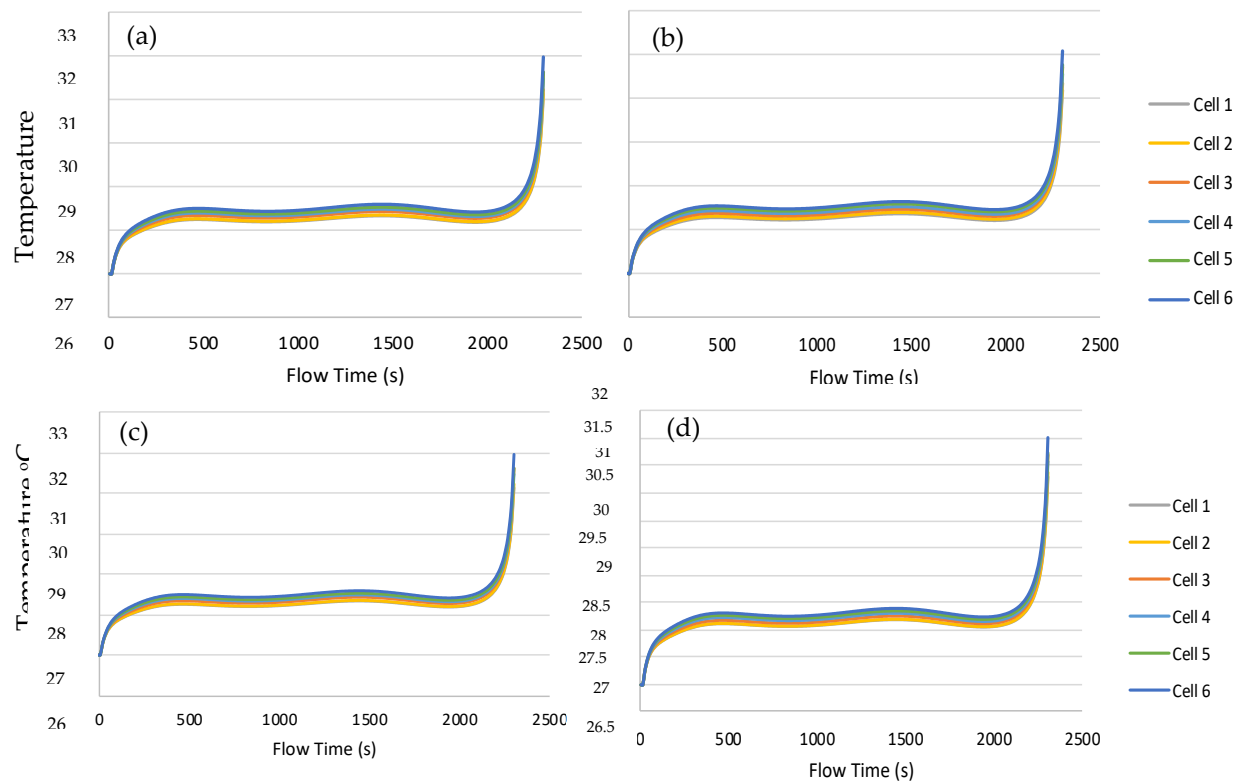 (a)
Temperature
33
32
31
30
29
28
27
26
0 500 1000 1500 2000 2500
Flow Time (s)
(b)
0 500 1000 1500 2000 2500
Flow Time (s)
Cell 1
Cell 2
Cell 3
Cell 4
Cell 5
Cell 6
(c)
Temperature ºC
33
32
31
30
29
28
27
26
0 500 1000 1500 2000 2500
Flow Time (s)
(d)
32
31.5
31
30.5
30
29.5
29
28.5
28
27.5
27
26.5
0 500 1000 1500 2000 2500
Flow Time (s)
Cell 1
Cell 2
Cell 3
Cell 4
Cell 5
Cell 6